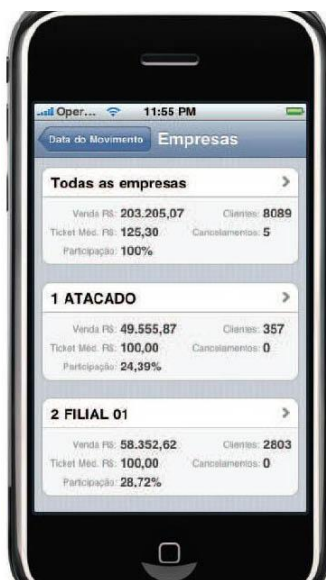 Oper... 11:55 PM
Data do Movimento Empresas
Todas as empresas
Venda R$: 203.205,07 Clientes: 8089
Ticket Méd. R$: 125,30 Cancelamentos: 5
Participação: 100%
1 ATACADO
Venda R$: 49.555,87 Clientes: 357
Ticket Méd. R$: 100,00 Cancelamentos: 0
Participação: 24,39%
2 FILIAL 01
Venda R$: 58.352,62 Clientes: 2803
Ticket Méd. R$: 100,00 Cancelamentos: 0
Participação: 28,72%